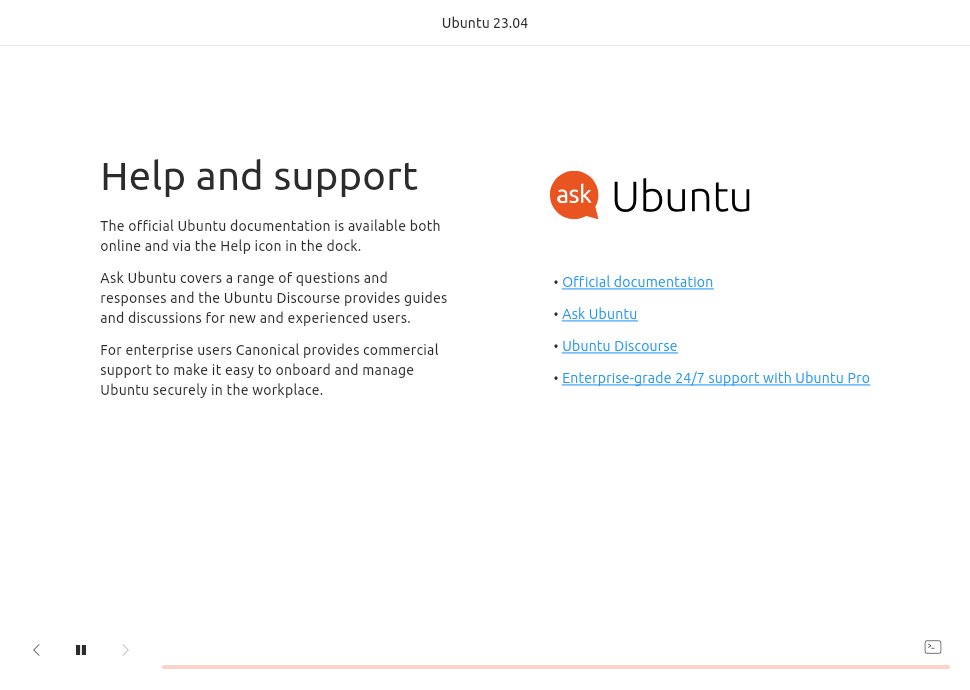 Ubuntu 23.04
Help and support
The official Ubuntu documentation is available both
online and via the Help icon in the dock.
Ask Ubuntu covers a range of questions and
responses and the Ubuntu Discourse provides guides
and discussions for new and experienced users.
For enterprise users Canonical provides commercial
support to make it easy to onboard and manage
Ubuntu securely in the workplace.
ask Ubuntu
• Official documentation
• Ask Ubuntu
• Ubuntu Discourse
• Enterprise-grade 24/7 support with Ubuntu Pro